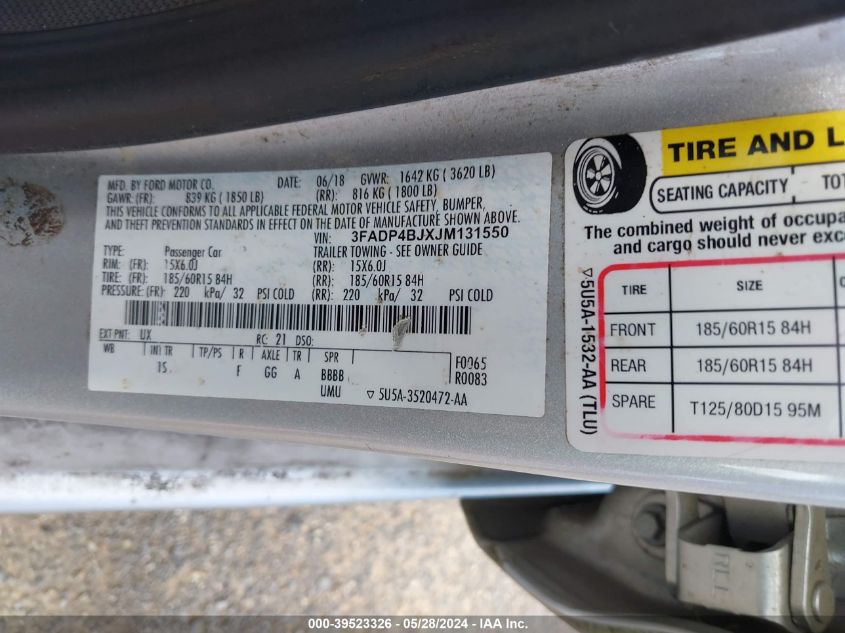 MFD. BY FORD MOTOR CO. DATE: 06/18 GVWR: 1642 KG ( 3620 LB)
GAWR: (FR): 839 KG ( 1850 LB) (RR): 816 KG ( 1800 LB)
THIS VEHICLE CONFORMS TO ALL APPLICABLE FEDERAL MOTOR VEHICLE SAFETY, BUMPER,
AND THEFT PREVENTION STANDARDS IN EFFECT ON THE DATE OF MANUFACTURE SHOWN ABOVE.
VIN: 3FADP4BJXJM131550
TYPE: Passenger Car TRAILER TOWING - SEE OWNER GUIDE
RIM: (FR): 15X6.0J (RR): 15X6.0J
TIRE: (FR): 185/60R15 84H (RR): 185/60R15 84H
PRESSURE: (FR): 220 kPa/ 32 PSI COLD (RR): 220 kPa/ 32 PSI COLD
EXT PNT: UX RC: 21 DSO:
WB INT TR TP/PS R AXLE TR SPR F0065
IS F GG A BBBB R0083
UMU ▽ 5U5A-3520472-AA
TIRE AND L
SEATING CAPACITY TOT
The combined weight of occupa
and cargo should never exce
TIRE SIZE
FRONT 185/60R15 84H
REAR 185/60R15 84H
SPARE T125/80D15 95M
▽5U5A-1532-AA (TLU)
000-39523326 / 05/28/2024 / IAA Inc.